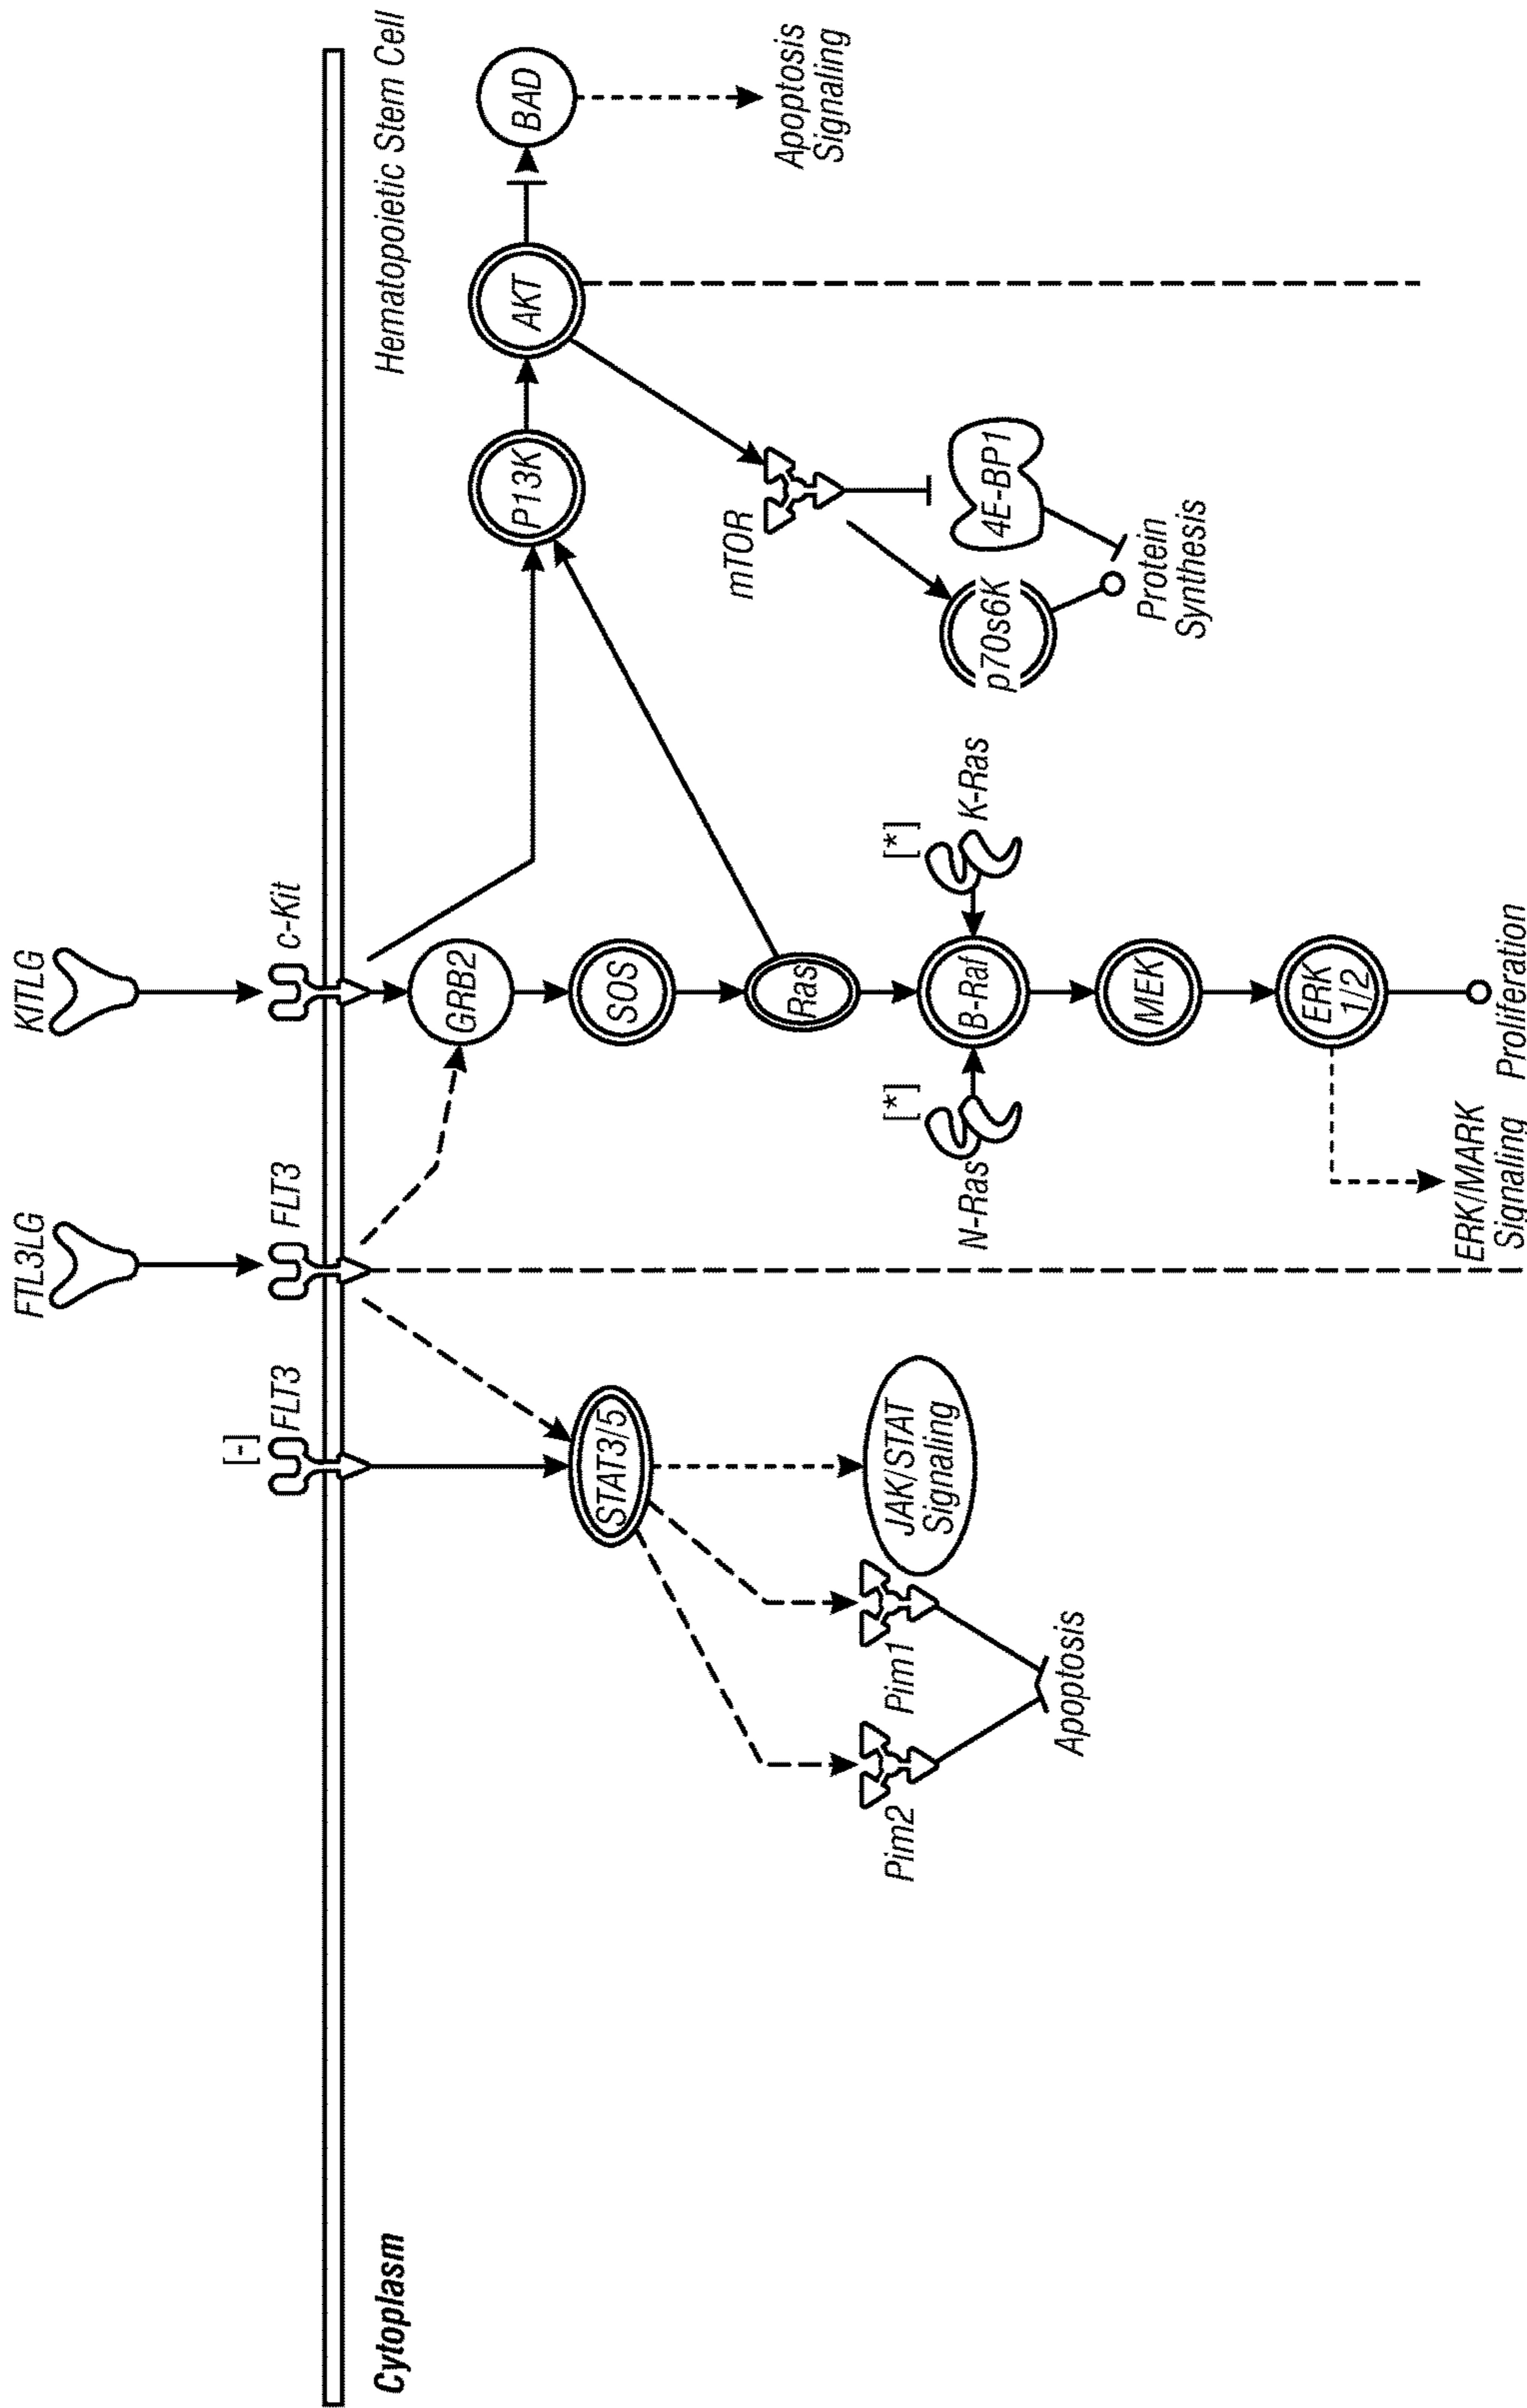 FTL3LG
KITLG
[-]
FLT3
FLT3
c-Kit
Cytoplasm
Hematopoietic Stem Cell
GRB2
P13K
AKT
BAD
STAT3/5
SOS
Ras
mTOR
Apoptosis
Signaling
Pim2
Pim1
JAK/STAT
Signaling
N-Ras
[*]
B-Raf
[*]
K-Ras
p70s6K
4E-BP1
Apoptosis
MEK
Protein
Synthesis
ERK
1/2
ERK/MARK
Signaling
Proliferation